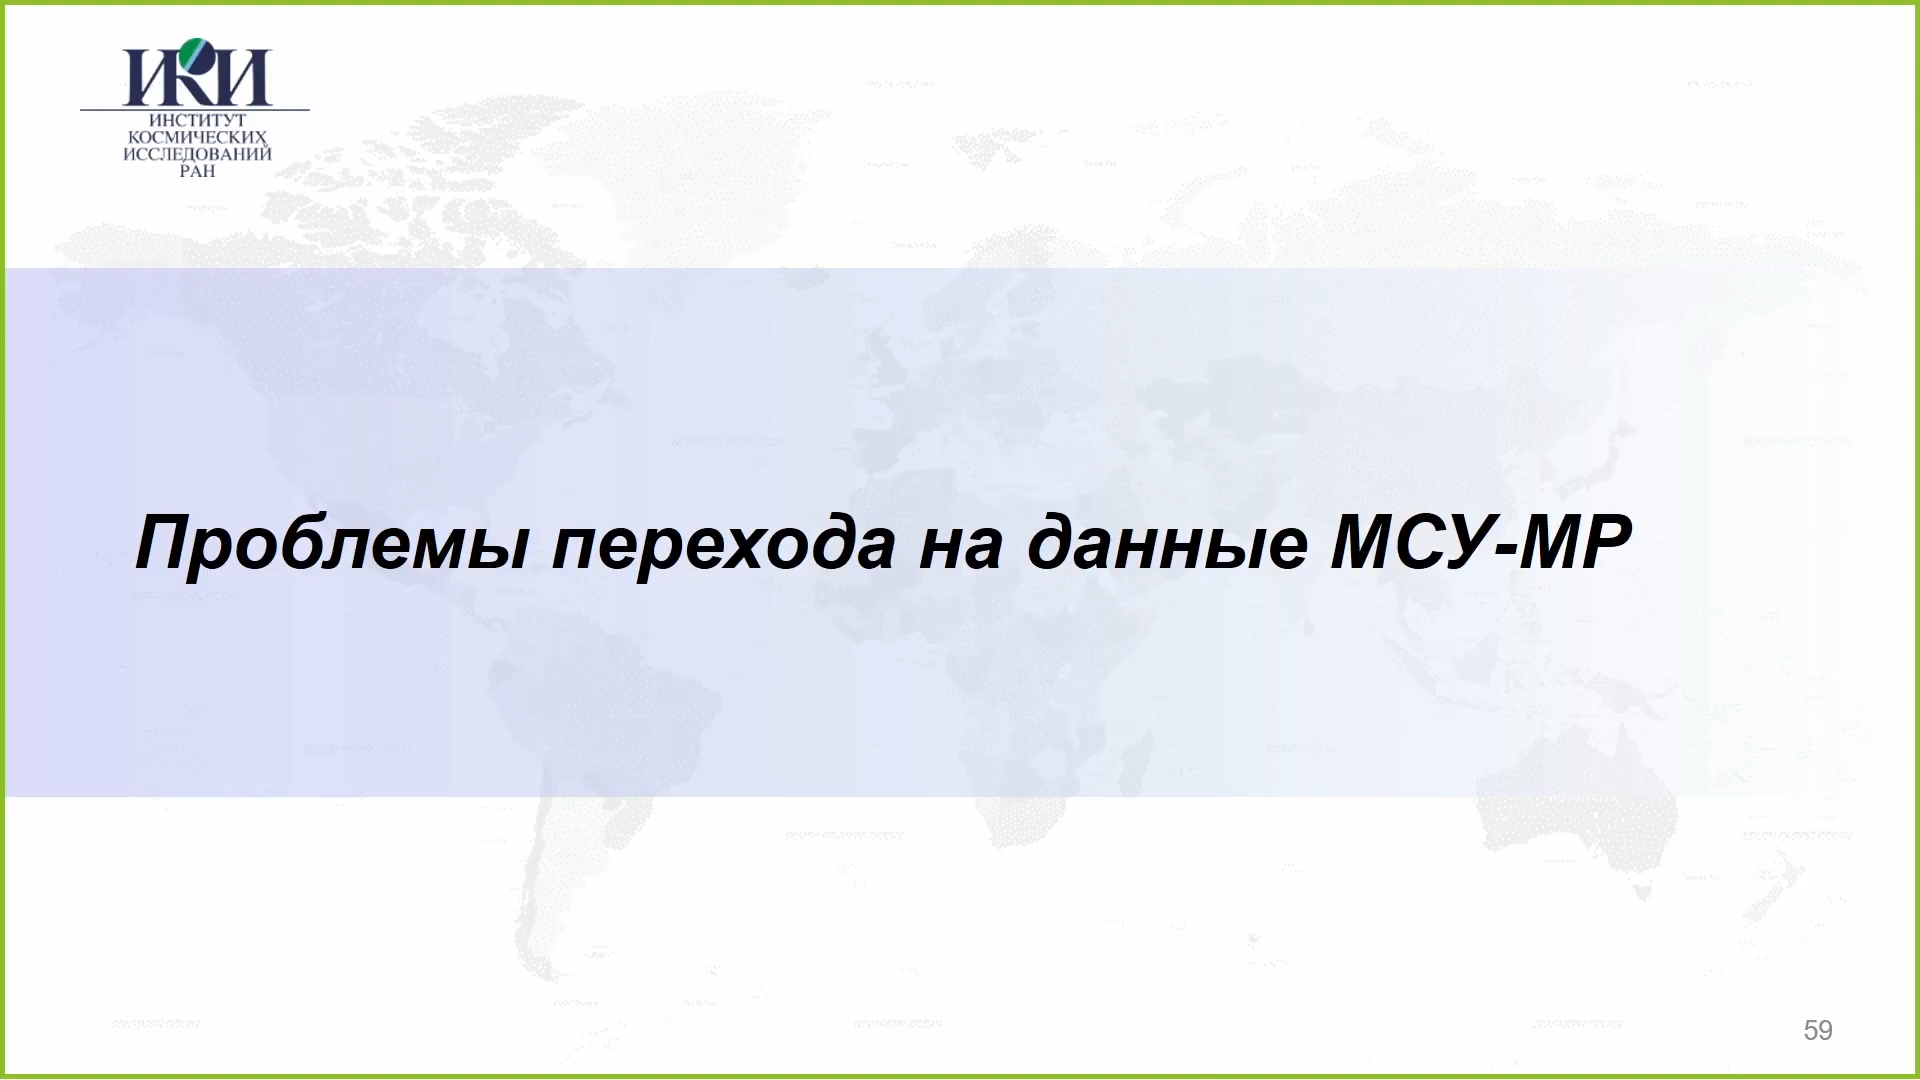 ИКИ
ИНСТИТУТ
КОСМИЧЕСКИХ
ИССЛЕДОВАНИЙ
РАН
Проблемы перехода на данные МСУ-МР
59